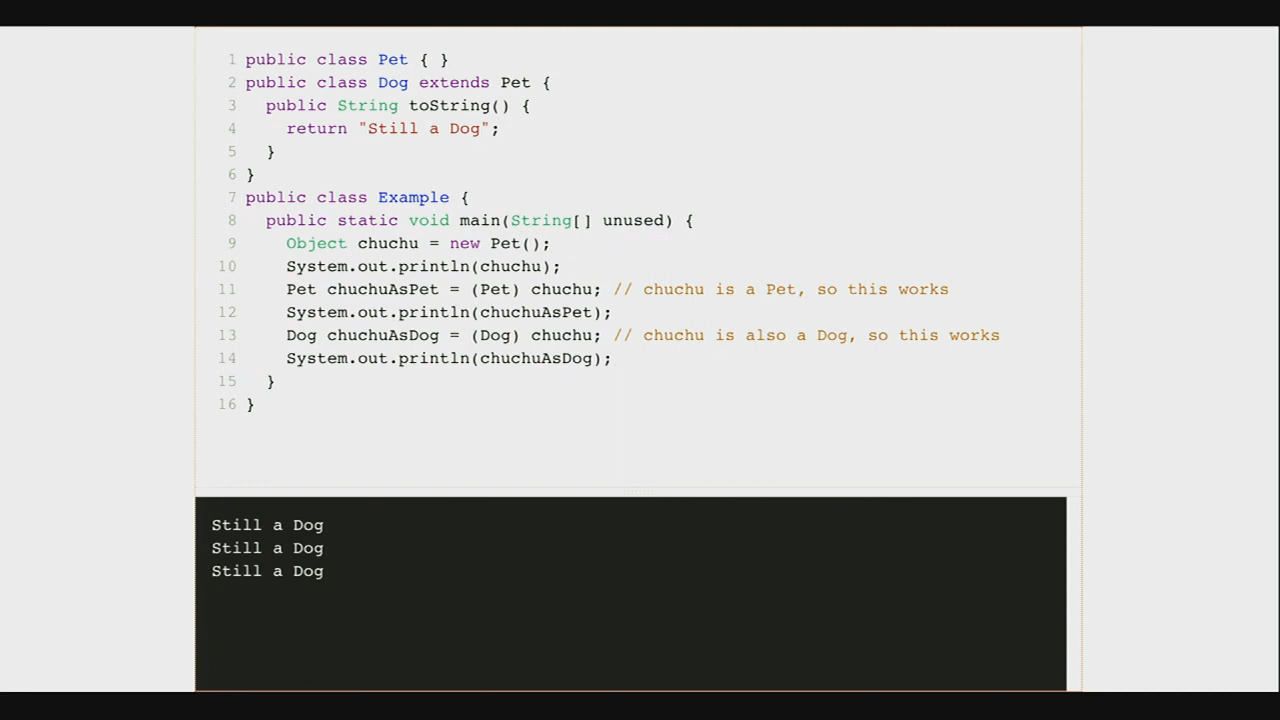 1 public class Pet { }
2 public class Dog extends Pet {
3   public String toString() {
4     return "Still a Dog";
5   }
6 }
7 public class Example {
8   public static void main(String[] unused) {
9     Object chuchu = new Pet();
10     System.out.println(chuchu);
11     Pet chuchuAsPet = (Pet) chuchu; // chuchu is a Pet, so this works
12     System.out.println(chuchuAsPet);
13     Dog chuchuAsDog = (Dog) chuchu; // chuchu is also a Dog, so this works
14     System.out.println(chuchuAsDog);
15   }
16 }
Still a Dog
Still a Dog
Still a Dog